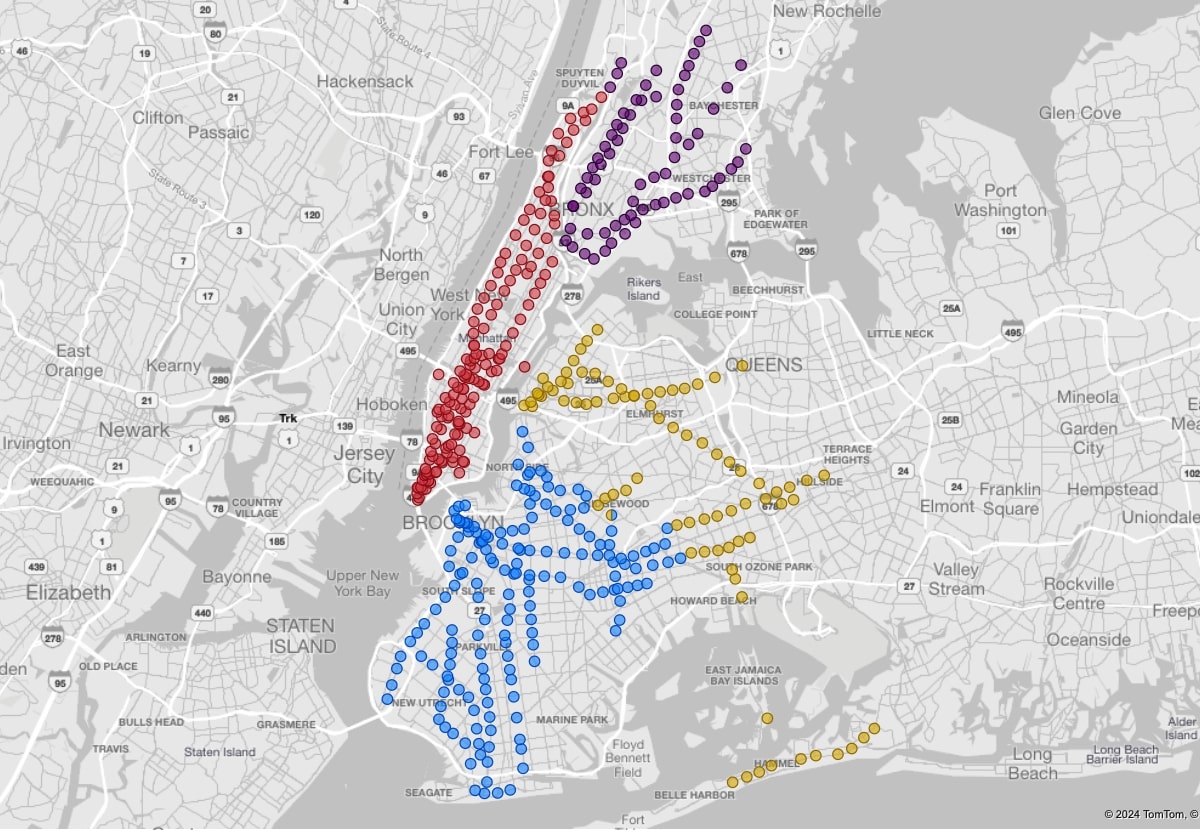 New Rochelle
20
4
80
State Route 4
46
19
1
SPUYTEN
DUYVIL
Hackensack
Sylvan Ave
21
9A
BAYCHESTER
Glen Cove
Clifton
93
Passaic
Fort Lee
State Route 3
46
67
WESTCHESTER
Port
Washington
295
120
9
BRONX
PARK OF
EDGEWATER
3
101
North
Bergen
678
295
7
Rikers
Island
East
BEECHHURST
17
278
West New
York
Union
City
COLLEGE POINT
25A
495
LITTLE NECK
Manhattan
East
Orange
Kearny
495
QUEENS
280
25A
21
Hoboken
495
Mineola
95
Trk
ELMHURST
25B
Newark
139
1
Garden
City
Irvington
1
78
TERRACE
HEIGHTS
Jersey
City
21
NORTH SIDE
24
WEEQUAHIC
HILLSIDE
24
Franklin
Square
Hempstead
102
95
78
COUNTRY
VILLAGE
9
678
Elmont
BROOKLYN
Uniondale
1
185
439
81
Upper New
York Bay
SOUTH OZONE PARK
Valley
Stream
Bayonne
27
Elizabeth
SOUTH SLOPE
HOWARD BEACH
Rockville
Centre
440
27
STATEN
ISLAND
278
ARLINGTON
Oceanside
PARKVILLE
OLD PLACE
EAST JAMAICA
BAY ISLANDS
95
NEW UTRECHT
BULLS HEAD
GRASMERE
MARINE PARK
TRAVIS
Staten Island
Floyd
Bennett
Field
Long
Beach
Long Beach
Barrier Island
HAMMEL
SEAGATE
BELLE HARBOR
Fort
© 2024 TomTom, ©